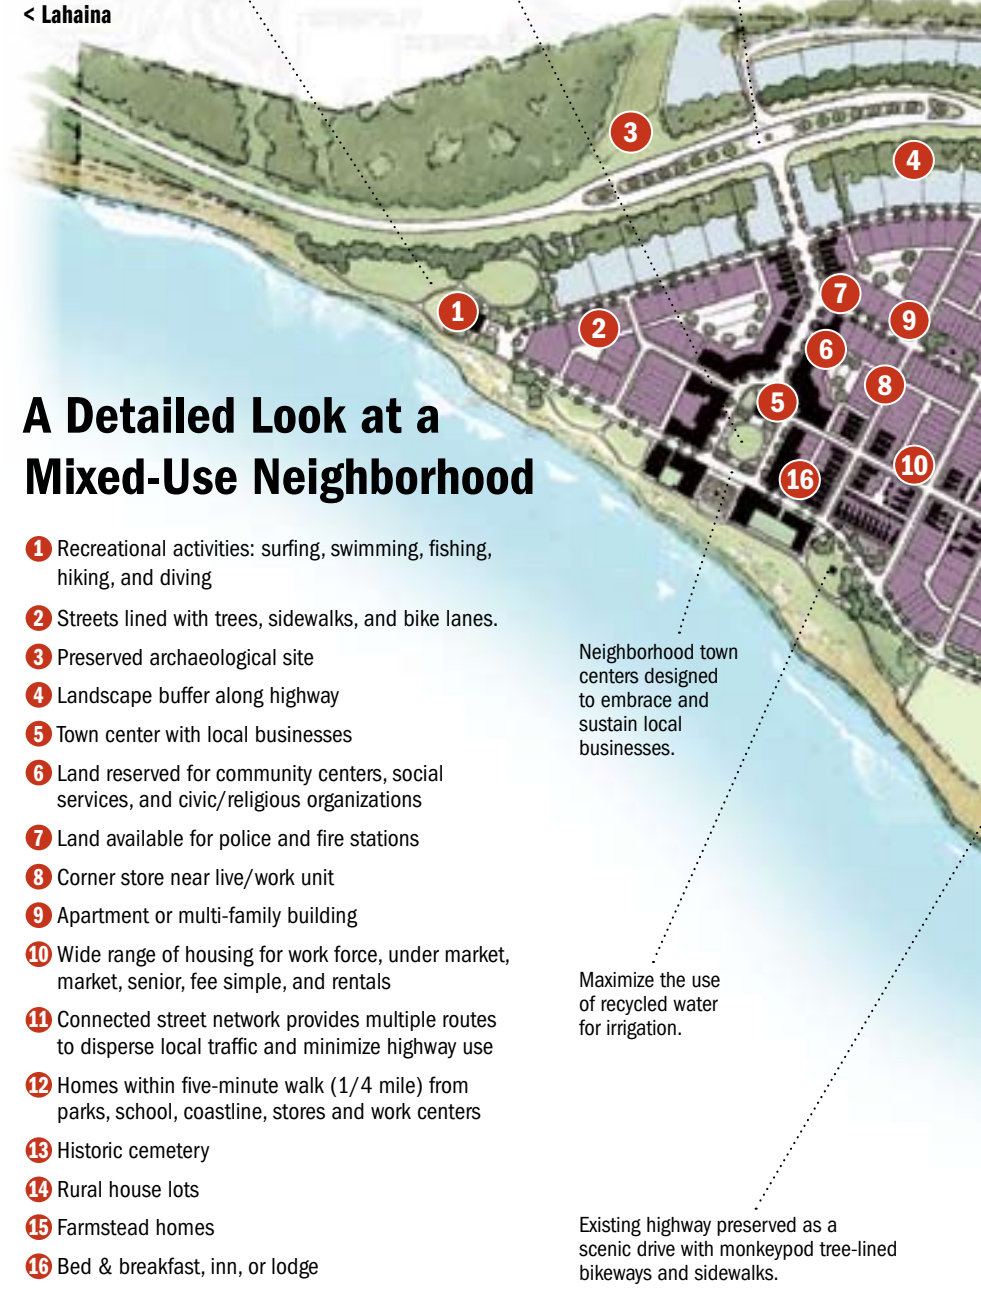 < Lahaina
3
4
1
2
7
9
6
8
5
10
16
A Detailed Look at a
Mixed-Use Neighborhood
1 Recreational activities: surfing, swimming, fishing,
hiking, and diving
2 Streets lined with trees, sidewalks, and bike lanes.
3 Preserved archaeological site
4 Landscape buffer along highway
5 Town center with local businesses
6 Land reserved for community centers, social
services, and civic/religious organizations
7 Land available for police and fire stations
8 Corner store near live/work unit
9 Apartment or multi-family building
10 Wide range of housing for work force, under market,
market, senior, fee simple, and rentals
11 Connected street network provides multiple routes
to disperse local traffic and minimize highway use
12 Homes within five-minute walk (1/4 mile) from
parks, school, coastline, stores and work centers
13 Historic cemetery
14 Rural house lots
15 Farmstead homes
16 Bed & breakfast, inn, or lodge
Neighborhood town
centers designed
to embrace and
sustain local
businesses.
Maximize the use
of recycled water
for irrigation.
Existing highway preserved as a
scenic drive with monkeypod tree-lined
bikeways and sidewalks.